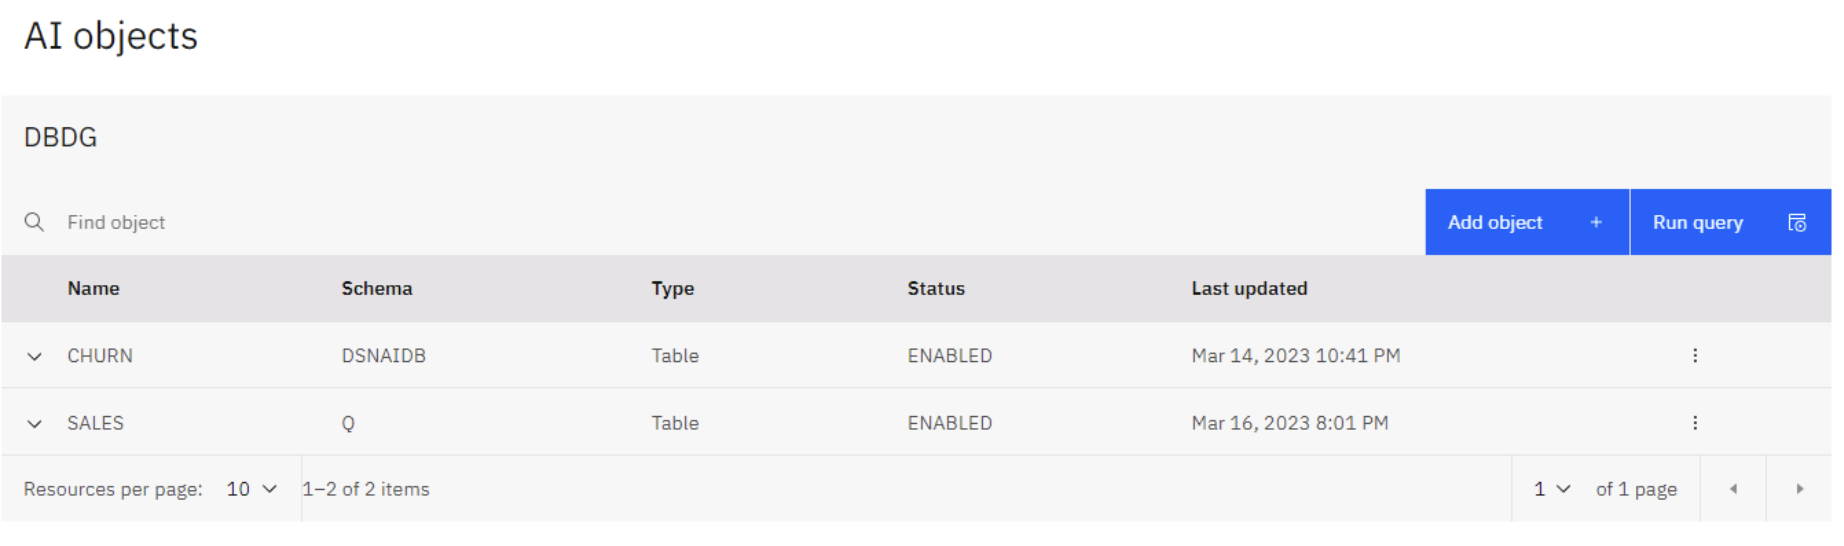 AI objects
DBDG
Find object Add object + Run query
Name Schema Type Status Last updated
CHURN DSNAIDB Table ENABLED Mar 14, 2023 10:41 PM
SALES Q Table ENABLED Mar 16, 2023 8:01 PM
Resources per page: 10 1–2 of 2 items 1 of 1 page